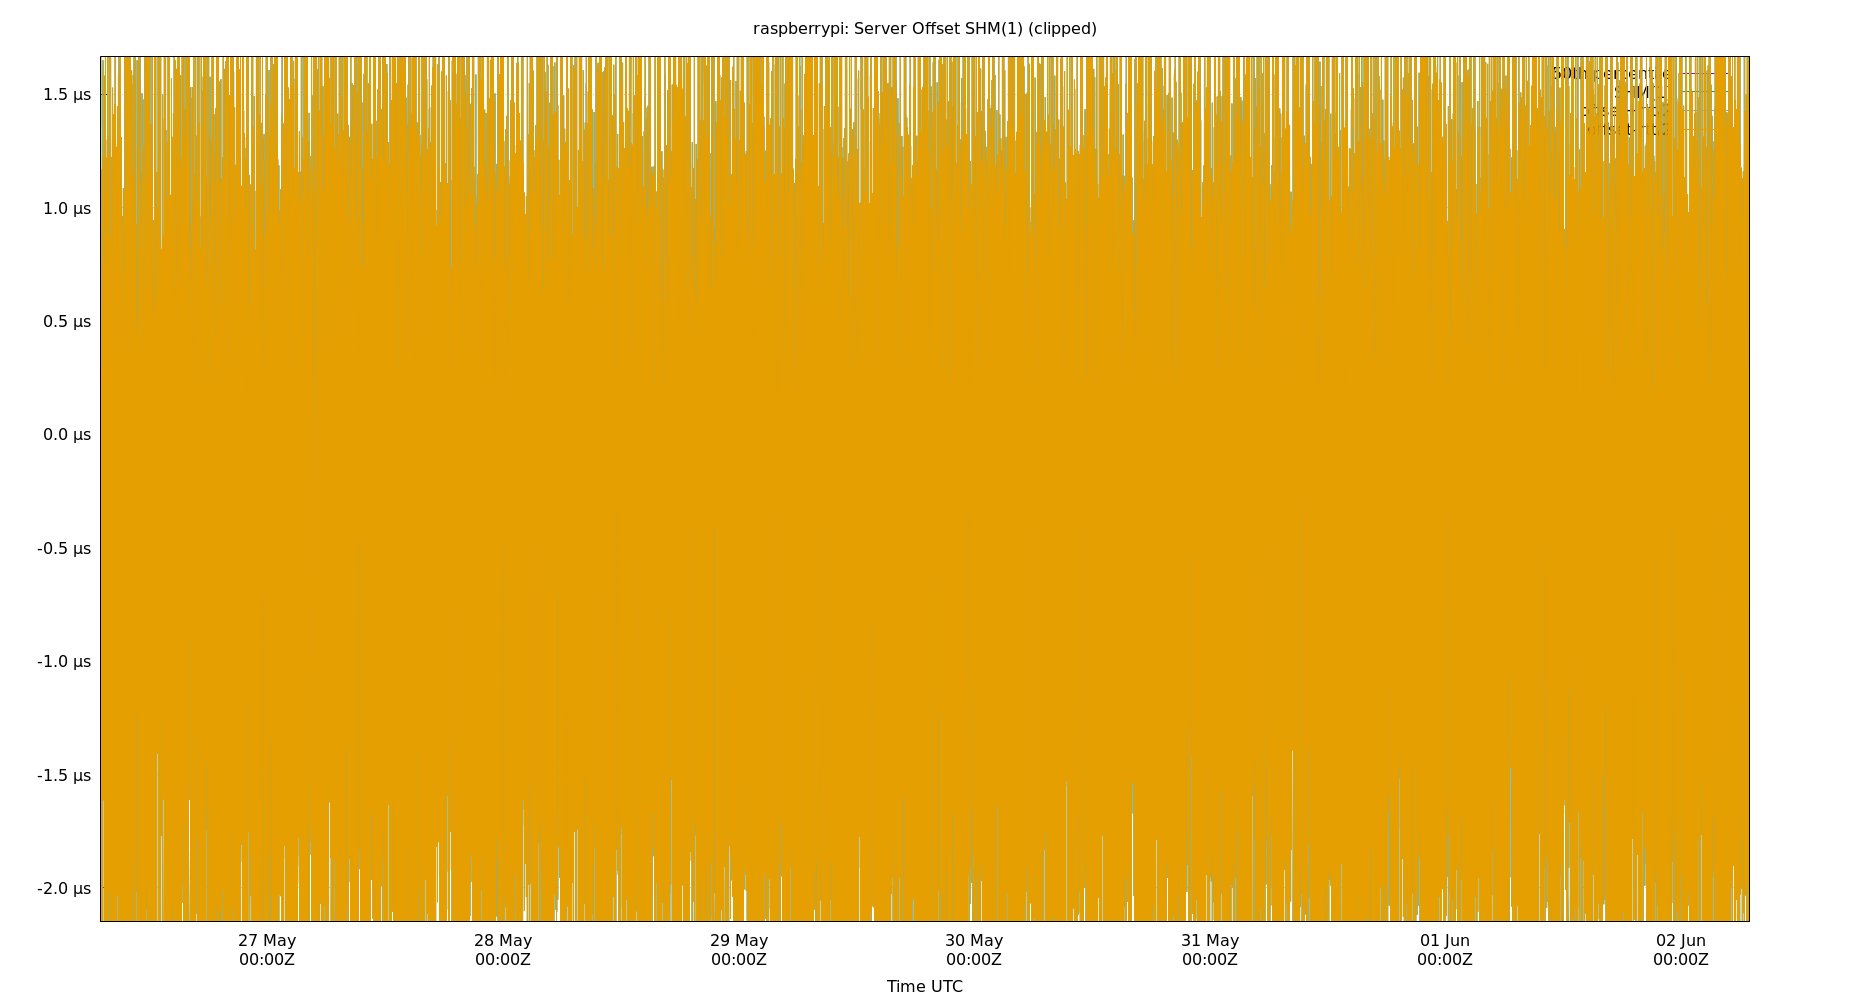 raspberrypi: Server Offset SHM(1) (clipped)
1.5 µs
1.0 µs
0.5 µs
0.0 µs
-0.5 µs
-1.0 µs
-1.5 µs
-2.0 µs
27 May 28 May 29 May 30 May 31 May 01 Jun 02 Jun
00:00Z 00:00Z 00:00Z 00:00Z 00:00Z 00:00Z 00:00Z
Time UTC